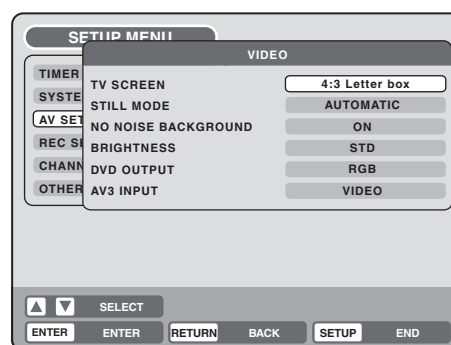 SETUP MENU
VIDEO
TIMER
SYSTE
AV SET
REC SE
CHANN
OTHER
TV SCREEN 4:3 Letter box
STILL MODE AUTOMATIC
NO NOISE BACKGROUND ON
BRIGHTNESS STD
DVD OUTPUT RGB
AV3 INPUT VIDEO
SELECT
ENTER ENTER RETURN BACK SETUP END